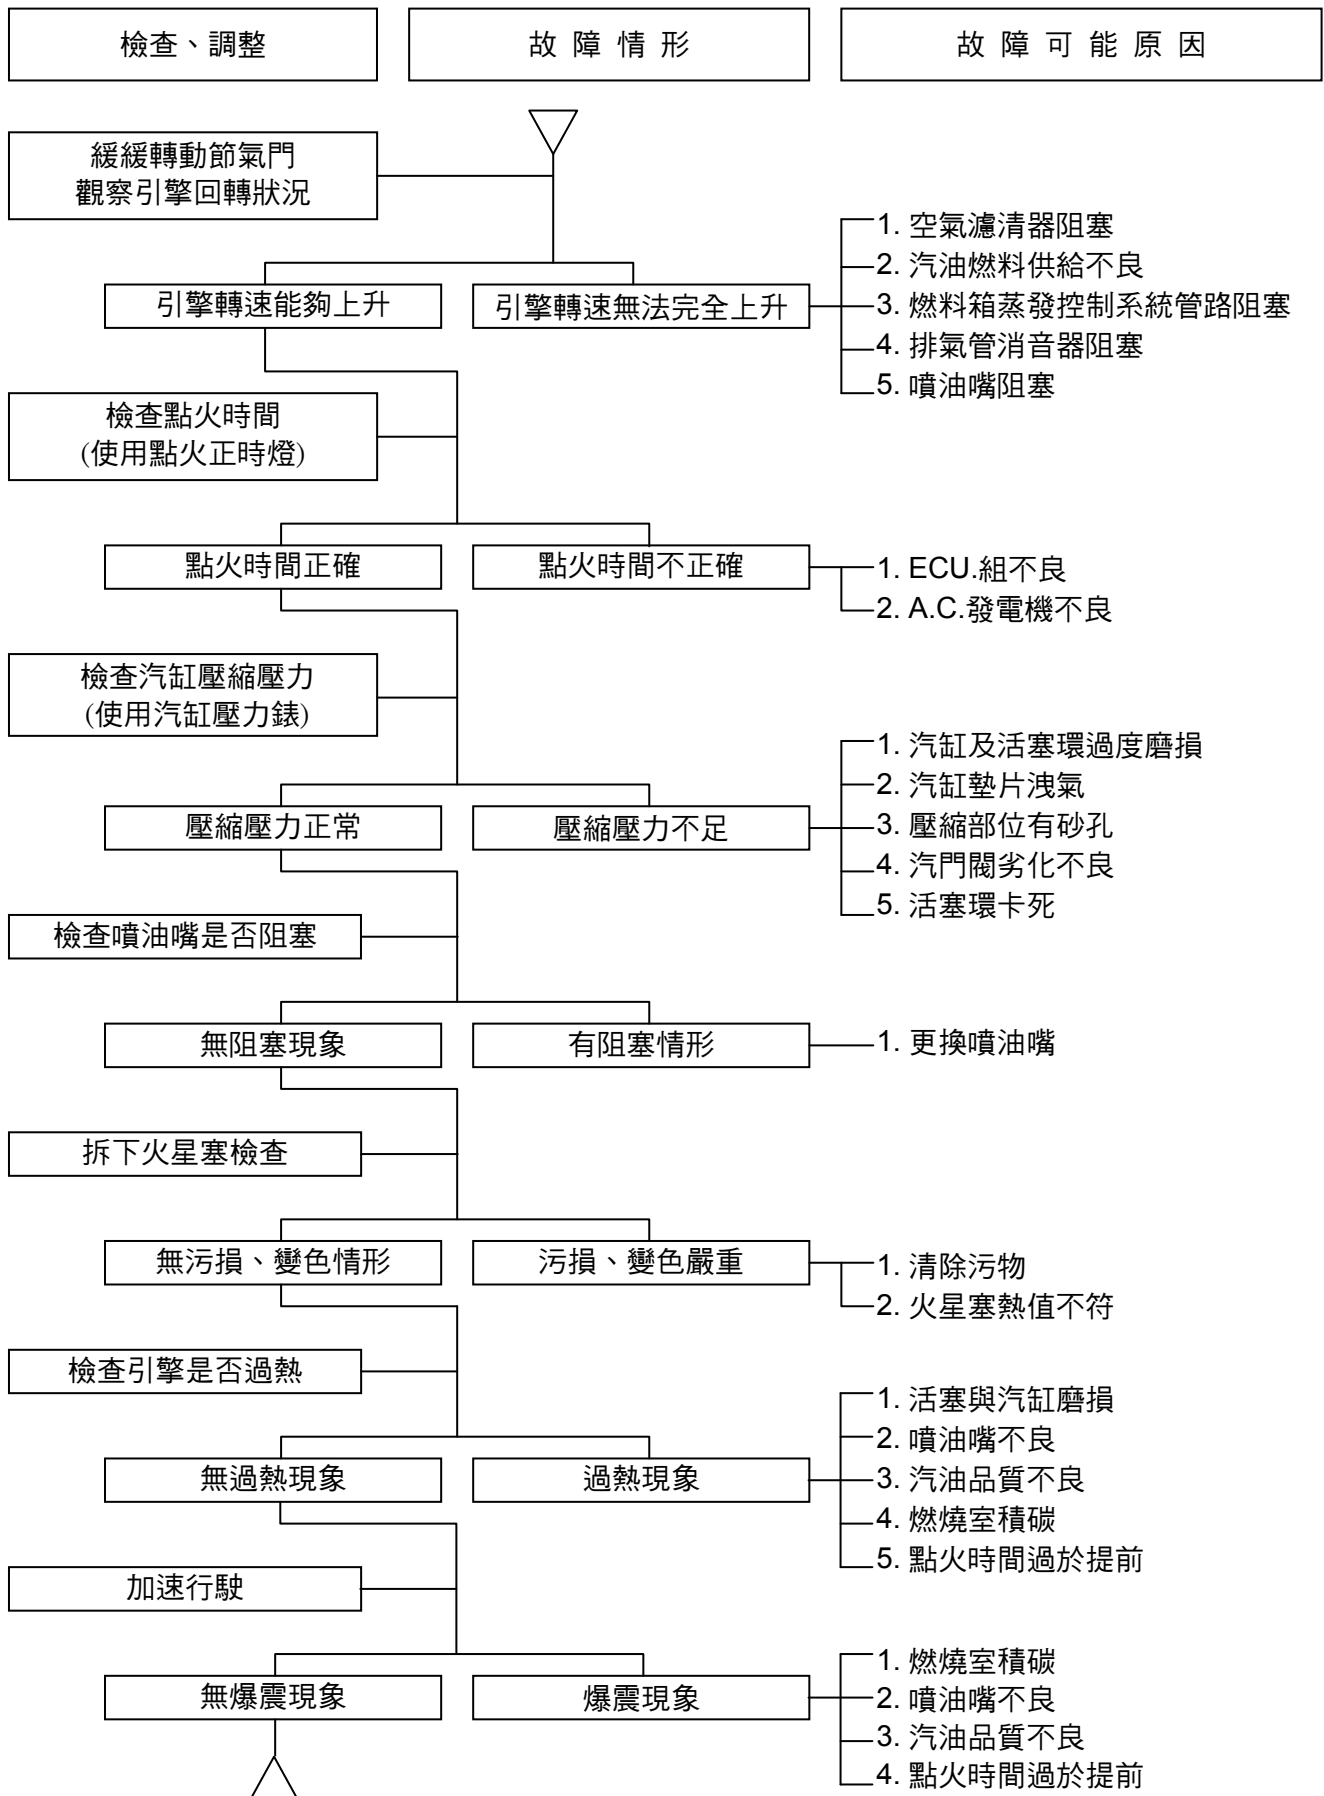 檢查、調整
故 障 情 形
故 障 可 能 原 因
緩緩轉動節氣門
觀察引擎回轉狀況
引擎轉速能夠上升
引擎轉速無法完全上升
1. 空氣濾清器阻塞
2. 汽油燃料供給不良
3. 燃料箱蒸發控制系統管路阻塞
4. 排氣管消音器阻塞
5. 噴油嘴阻塞
檢查點火時間
(使用點火正時燈)
點火時間正確
點火時間不正確
1. ECU.組不良
2. A.C.發電機不良
檢查汽缸壓縮壓力
(使用汽缸壓力錶)
壓縮壓力正常
壓縮壓力不足
1. 汽缸及活塞環過度磨損
2. 汽缸墊片洩氣
3. 壓縮部位有砂孔
4. 汽門閥劣化不良
5. 活塞環卡死
檢查噴油嘴是否阻塞
無阻塞現象
有阻塞情形
1. 更換噴油嘴
拆下火星塞檢查
無污損、變色情形
污損、變色嚴重
1. 清除污物
2. 火星塞熱值不符
檢查引擎是否過熱
無過熱現象
過熱現象
1. 活塞與汽缸磨損
2. 噴油嘴不良
3. 汽油品質不良
4. 燃燒室積碳
5. 點火時間過於提前
加速行駛
無爆震現象
爆震現象
1. 燃燒室積碳
2. 噴油嘴不良
3. 汽油品質不良
4. 點火時間過於提前